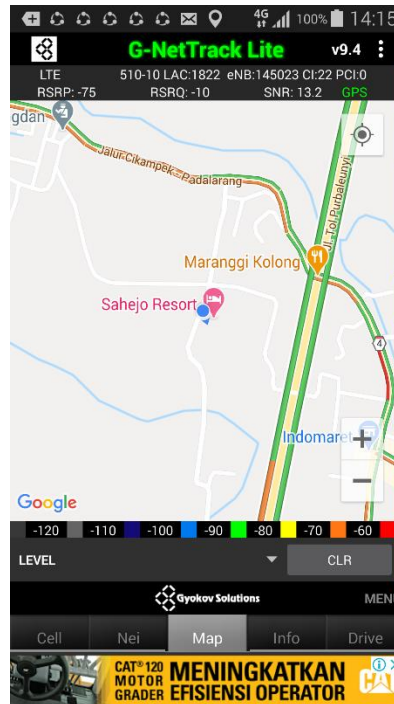 4G 100% 14:15
G-NetTrack Lite v9.4
LTE 510-10 LAC:1822 eNB:145023 CI:22 PCI:0
RSRP: -75 RSRQ: -10 SNR: 13.2 GPS
gdan
Jalur Cikampek - Padalarang
Jl. Tol Purbaleunyi
Maranggi Kolong
Sahejo Resort
4
Indomaret
+
−
Google
-120 -110 -100 -90 -80 -70 -60
LEVEL CLR
Gyokov Solutions MENU
Cell Nei Map Info Drive
CAT® 120 MENINGKATKAN
MOTOR GRADER EFISIENSI OPERATOR CAT